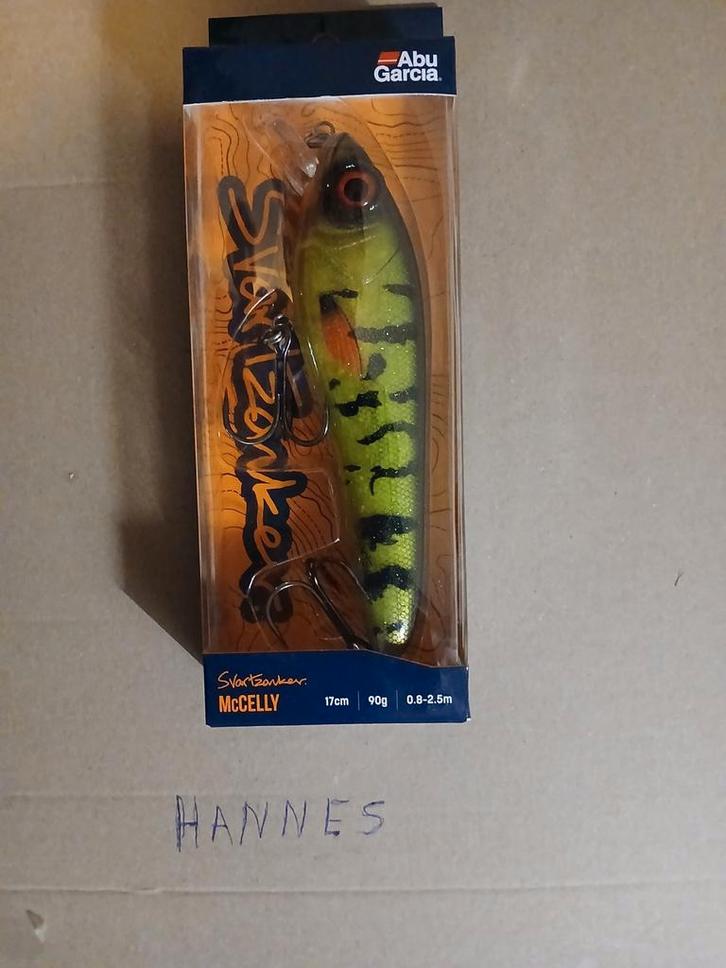 Abu
Garcia®
Svartzonker
Svartzonker
McCELLY 17cm 90g 0.8-2.5m
HANNES